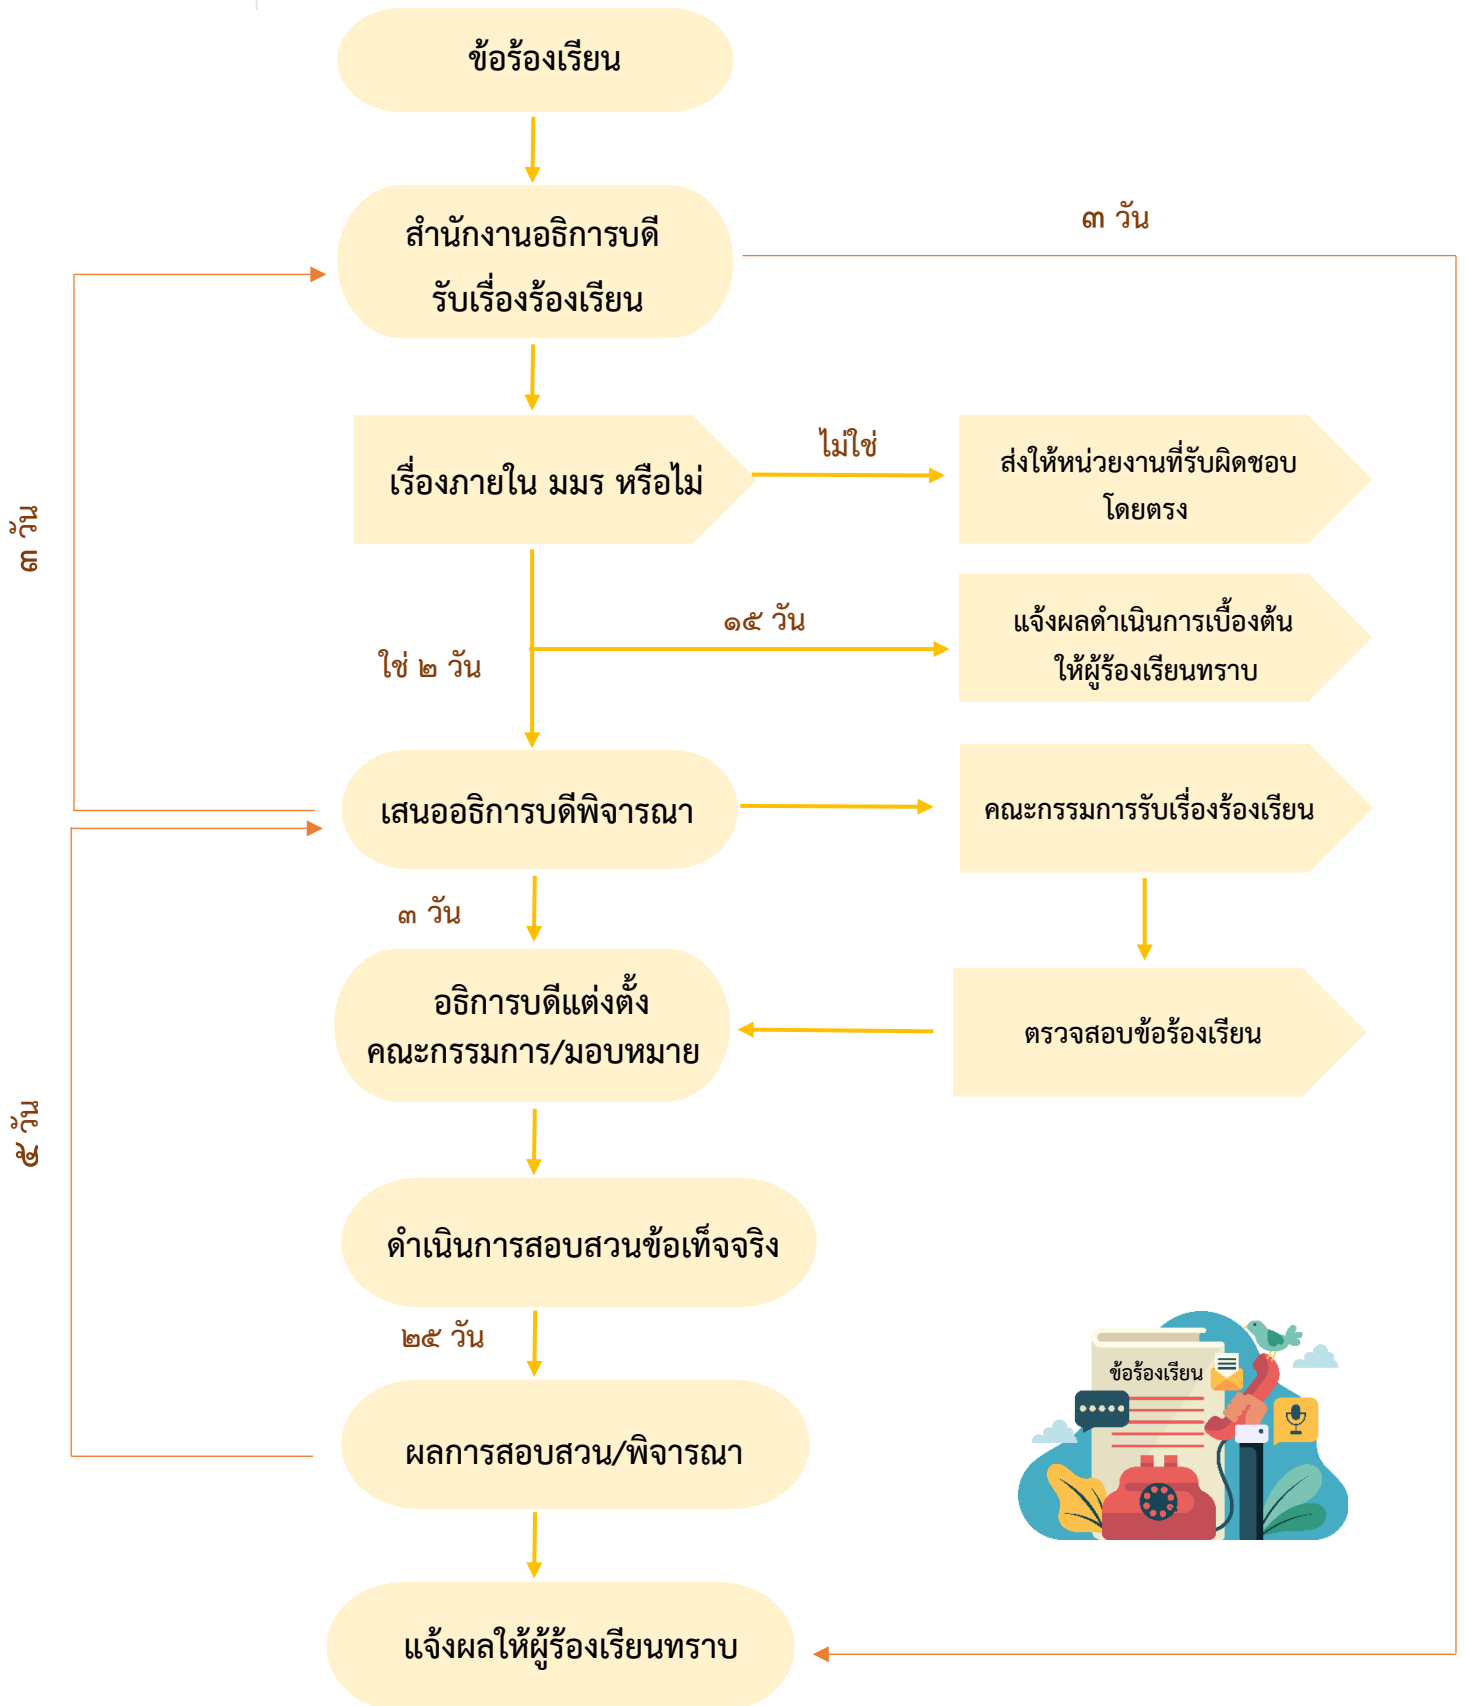 ข้อร้องเรียน
สำนักงานอธิการบดี
รับเรื่องร้องเรียน
๓ วัน
เรื่องภายใน มมร หรือไม่
ไม่ใช่
ส่งให้หน่วยงานที่รับผิดชอบ
โดยตรง
๓ วัน
ใช่ ๒ วัน
๑๕ วัน
แจ้งผลดำเนินการเบื้องต้น
ให้ผู้ร้องเรียนทราบ
เสนออธิการบดีพิจารณา
คณะกรรมการรับเรื่องร้องเรียน
๓ วัน
อธิการบดีแต่งตั้ง
คณะกรรมการ/มอบหมาย
ตรวจสอบข้อร้องเรียน
๕ วัน
ดำเนินการสอบสวนข้อเท็จจริง
๒๕ วัน
ข้อร้องเรียน
ผลการสอบสวน/พิจารณา
แจ้งผลให้ผู้ร้องเรียนทราบ